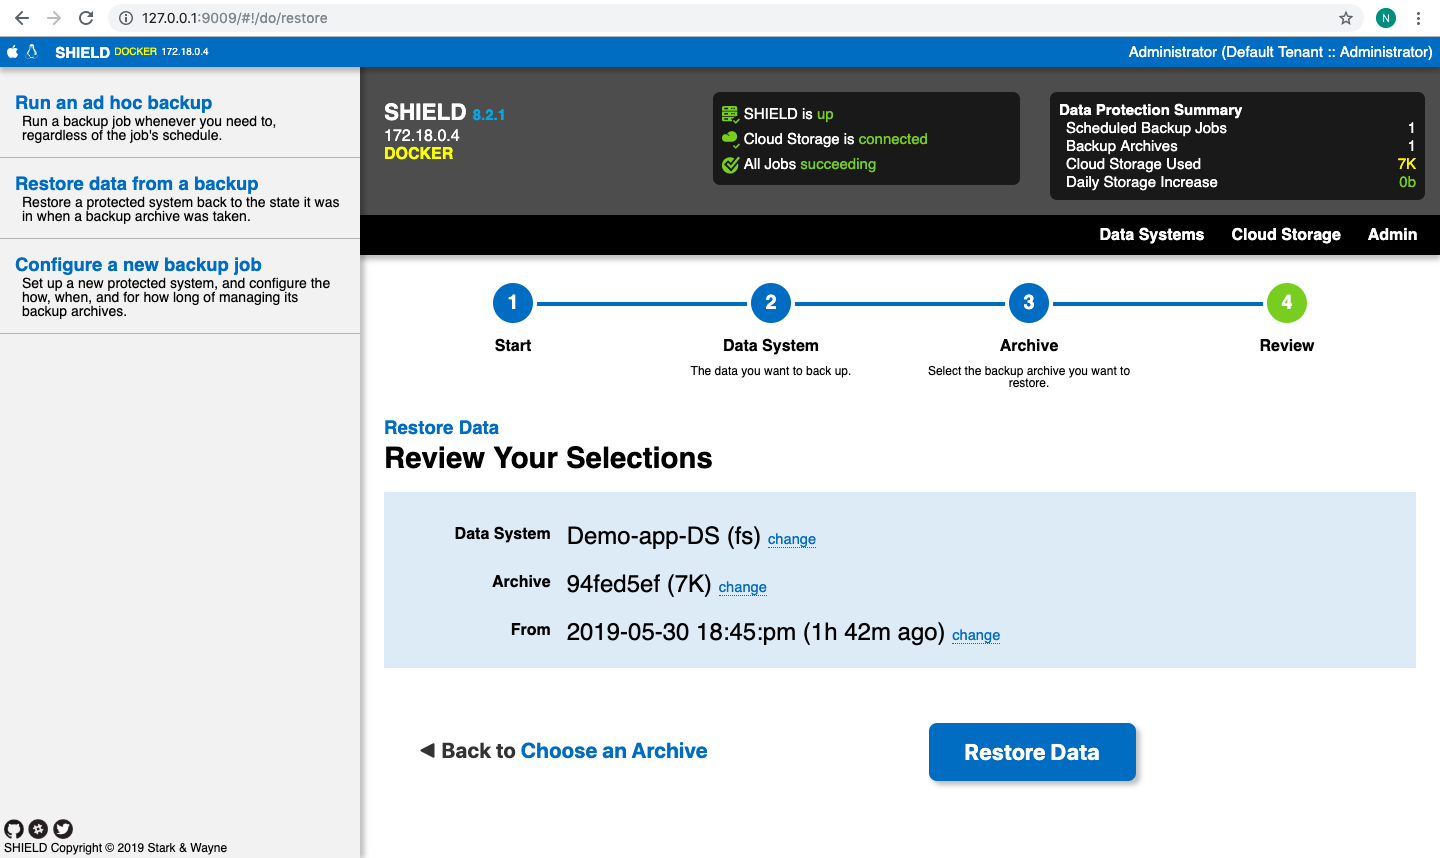 127.0.0.1:9009/#!/do/restore
N
SHIELD DOCKER 172.18.0.4
Administrator (Default Tenant :: Administrator)
Run an ad hoc backup
Run a backup job whenever you need to,
regardless of the job's schedule.
Restore data from a backup
Restore a protected system back to the state it was
in when a backup archive was taken.
Configure a new backup job
Set up a new protected system, and configure the
how, when, and for how long of managing its
backup archives.
SHIELD 8.2.1
172.18.0.4
DOCKER
SHIELD is up
Cloud Storage is connected
All Jobs succeeding
Data Protection Summary
Scheduled Backup Jobs 1
Backup Archives 1
Cloud Storage Used 7K
Daily Storage Increase 0b
Data Systems Cloud Storage Admin
1 2 3 4
Start Data System Archive Review
The data you want to back up.
Select the backup archive you want to
restore.
Restore Data
Review Your Selections
Data System Demo-app-DS (fs) change
Archive 94fed5ef (7K) change
From 2019-05-30 18:45:pm (1h 42m ago) change
◀ Back to Choose an Archive
Restore Data
SHIELD Copyright © 2019 Stark & Wayne